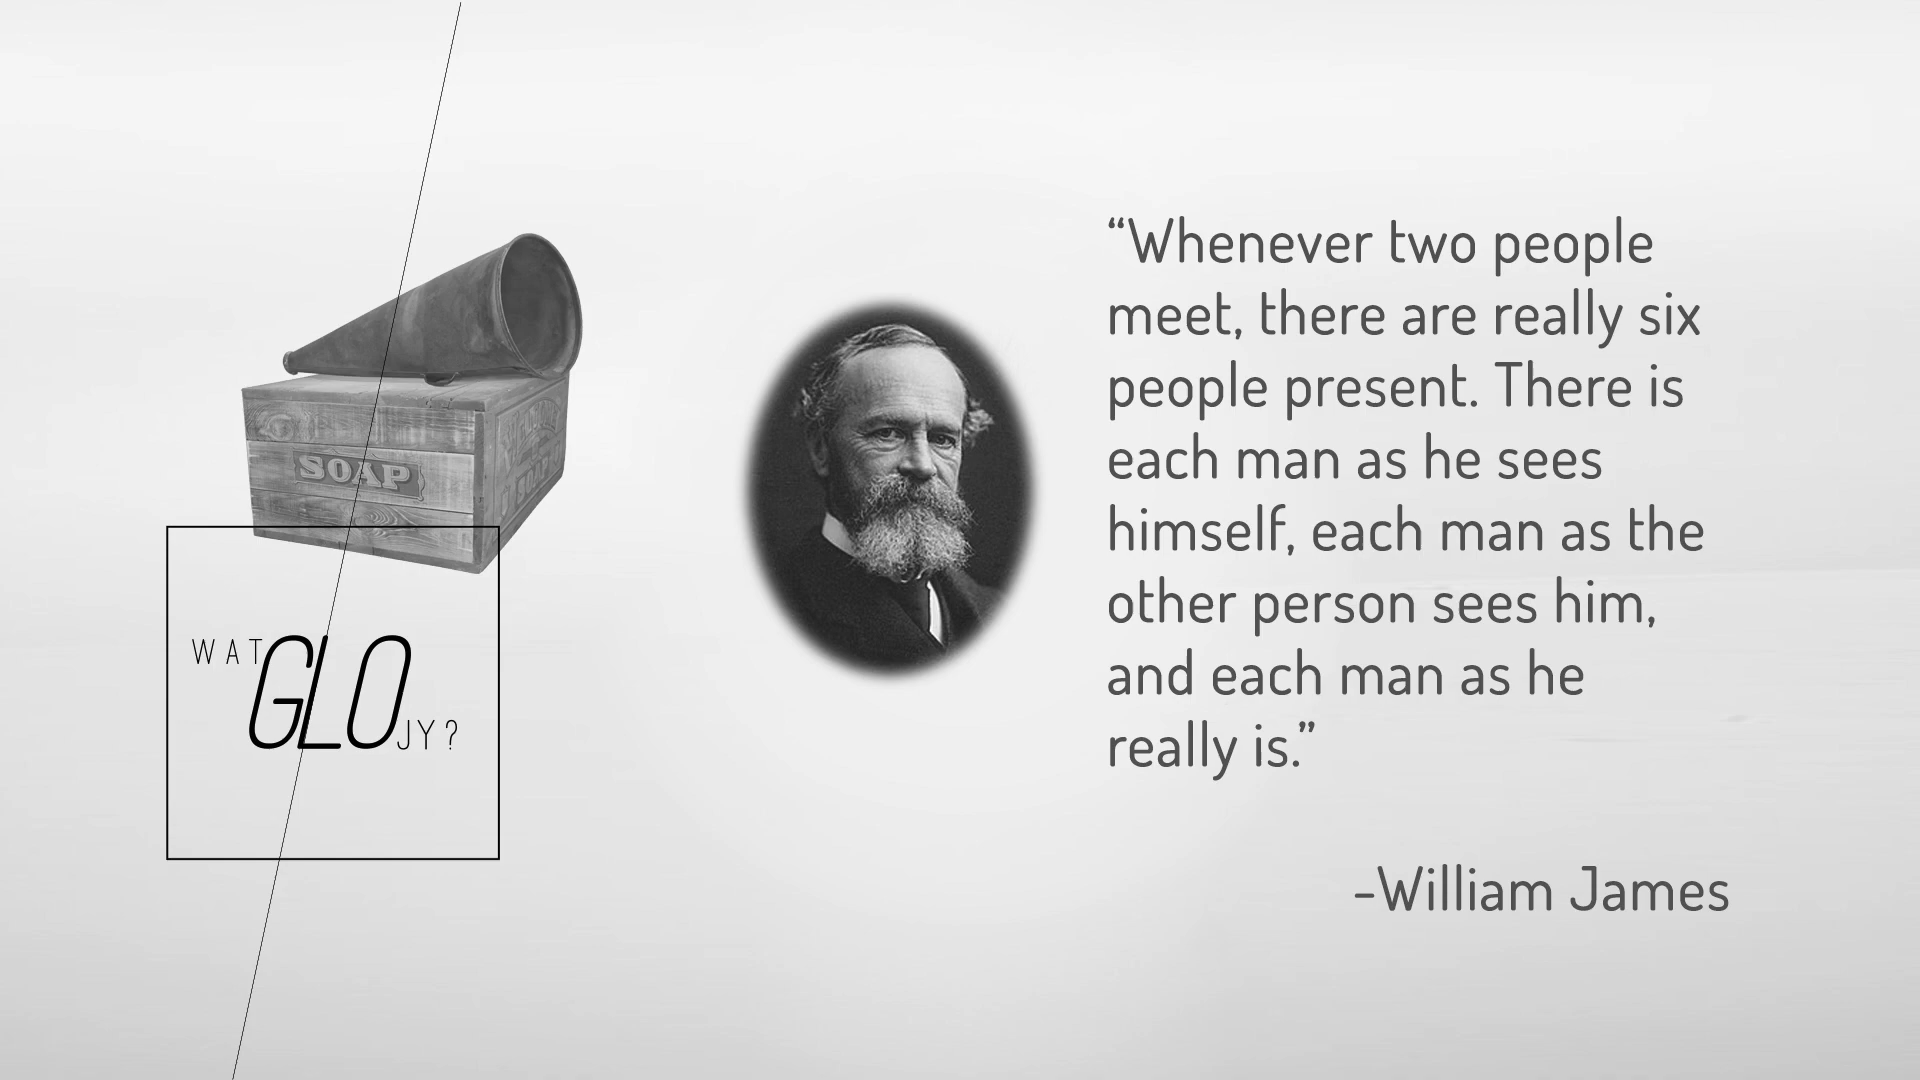 SOAP
WAT
GLO
JY?
“Whenever two people
meet, there are really six
people present. There is
each man as he sees
himself, each man as the
other person sees him,
and each man as he
really is.”
-William James